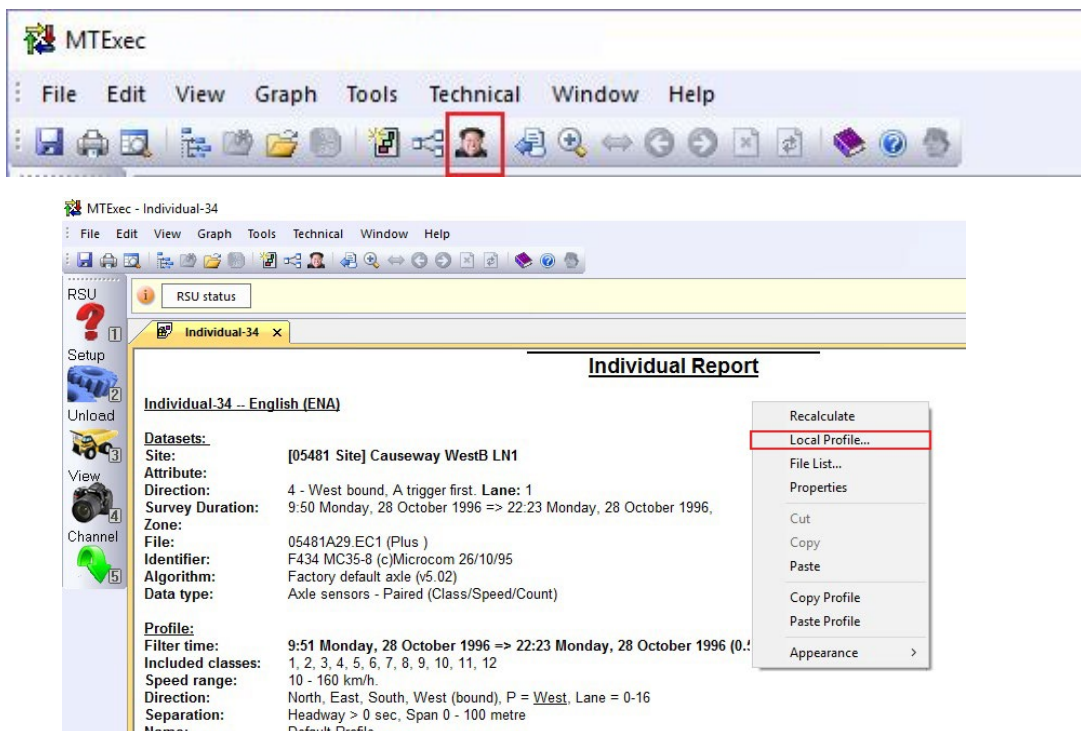 MTExec
File Edit View Graph Tools Technical Window Help
MTExec - Individual-34
File Edit View Graph Tools Technical Window Help
RSU
RSU status
1
Individual-34 X
Setup
2
Individual Report
Individual-34 -- English (ENA)
Unload
3
Datasets:
Site: [05481 Site] Causeway WestB LN1
Attribute:
Direction: 4 - West bound, A trigger first. Lane: 1
Survey Duration: 9:50 Monday, 28 October 1996 => 22:23 Monday, 28 October 1996,
Zone:
File: 05481A29.EC1 (Plus )
Identifier: F434 MC35-8 (c)Microcom 26/10/95
Algorithm: Factory default axle (v5.02)
Data type: Axle sensors - Paired (Class/Speed/Count)
View
4
Channel
5
Profile:
Filter time: 9:51 Monday, 28 October 1996 => 22:23 Monday, 28 October 1996 (0.
Included classes: 1, 2, 3, 4, 5, 6, 7, 8, 9, 10, 11, 12
Speed range: 10 - 160 km/h.
Direction: North, East, South, West (bound), P = West, Lane = 0-16
Separation: Headway > 0 sec, Span 0 - 100 metre
Name: Default Profile
Recalculate
Local Profile...
File List...
Properties
Cut
Copy
Paste
Copy Profile
Paste Profile
Appearance >